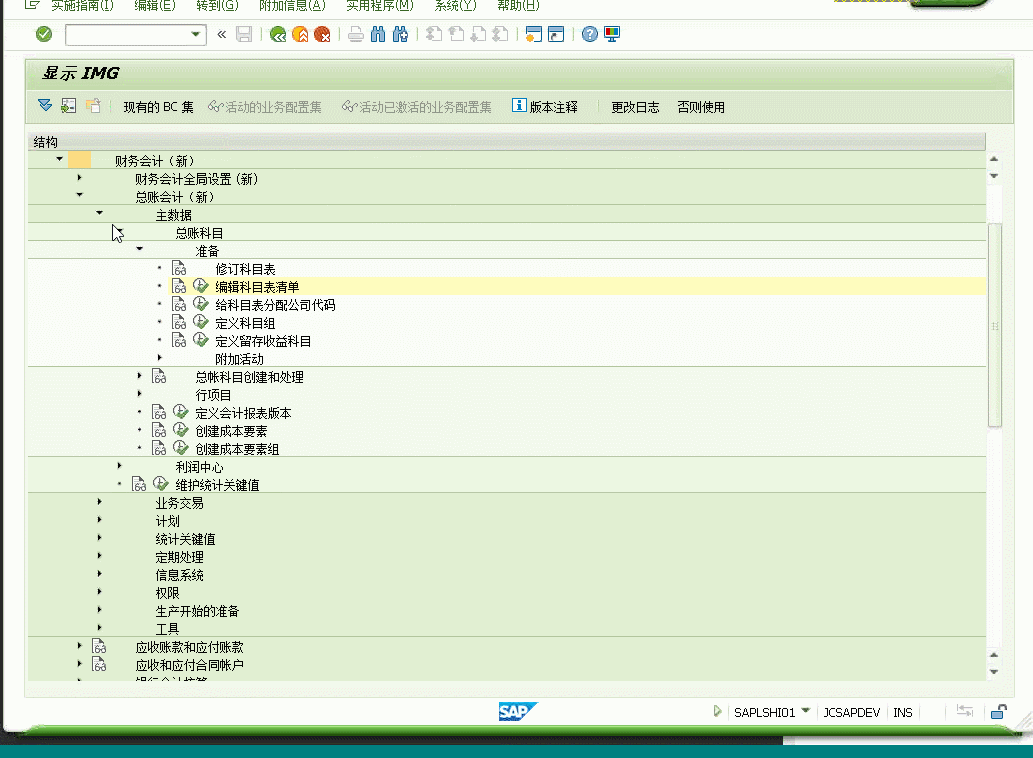 实施指南(I) 编辑(E) 转到(G) 附加信息(A) 实用程序(M) 系统(Y) 帮助(H)
显示 IMG
现有的 BC 集 活动的业务配置集 活动已激活的业务配置集 版本注释 更改日志 否则使用
结构
财务会计（新）
财务会计全局设置 (新)
总账会计（新）
主数据
总账科目
准备
修订科目表
编辑科目表清单
给科目表分配公司代码
定义科目组
定义留存收益科目
附加活动
总帐科目创建和处理
行项目
定义会计报表版本
创建成本要素
创建成本要素组
利润中心
维护统计关键值
业务交易
计划
统计关键值
定期处理
信息系统
权限
生产开始的准备
工具
应收账款和应付账款
应收和应付合同帐户
SAP SAPLSHI01 JCSAPDEV INS